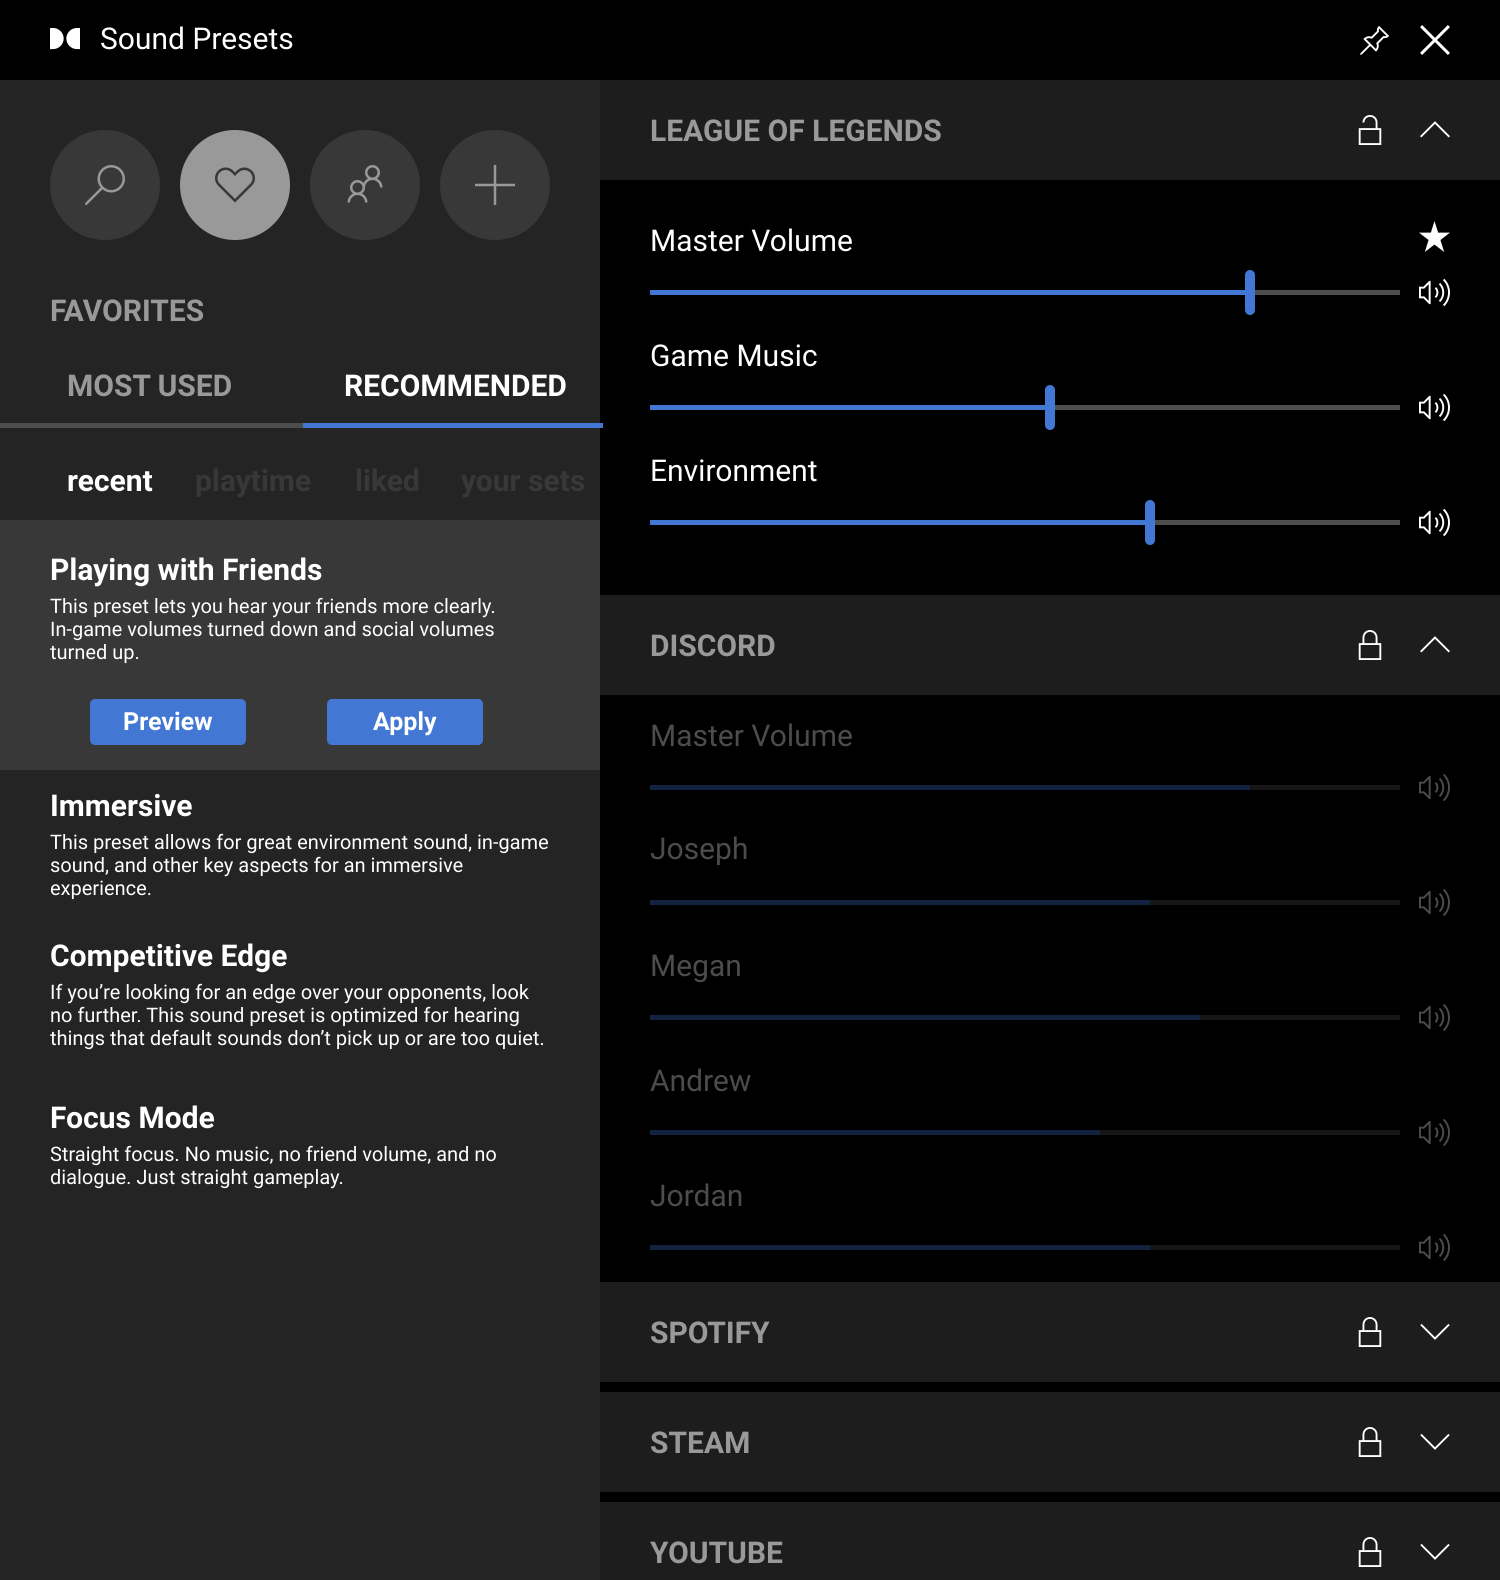 Sound Presets
FAVORITES
MOST USED
RECOMMENDED
recent
playtime
liked
your sets
Playing with Friends
This preset lets you hear your friends more clearly.
In-game volumes turned down and social volumes
turned up.
Preview
Apply
Immersive
This preset allows for great environment sound, in-game
sound, and other key aspects for an immersive
experience.
Competitive Edge
If you’re looking for an edge over your opponents, look
no further. This sound preset is optimized for hearing
things that default sounds don’t pick up or are too quiet.
Focus Mode
Straight focus. No music, no friend volume, and no
dialogue. Just straight gameplay.
LEAGUE OF LEGENDS
Master Volume
Game Music
Environment
DISCORD
Master Volume
Joseph
Megan
Andrew
Jordan
SPOTIFY
STEAM
YOUTUBE